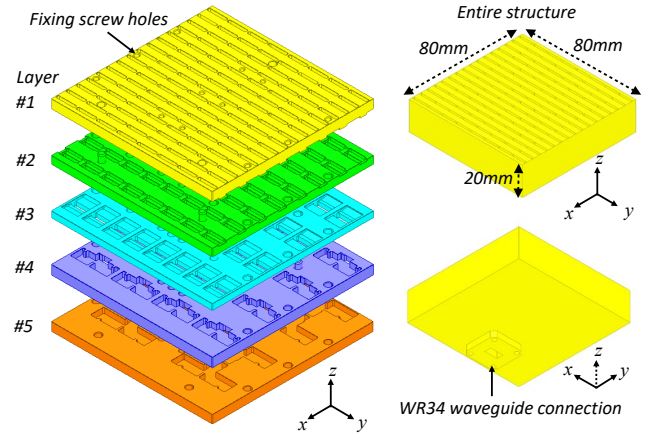 Fixing screw holes
Layer
#1
#2
#3
#4
#5
z
x
y
Entire structure
80mm
80mm
20mm
z
x
y
z
x
y
WR34 waveguide connection